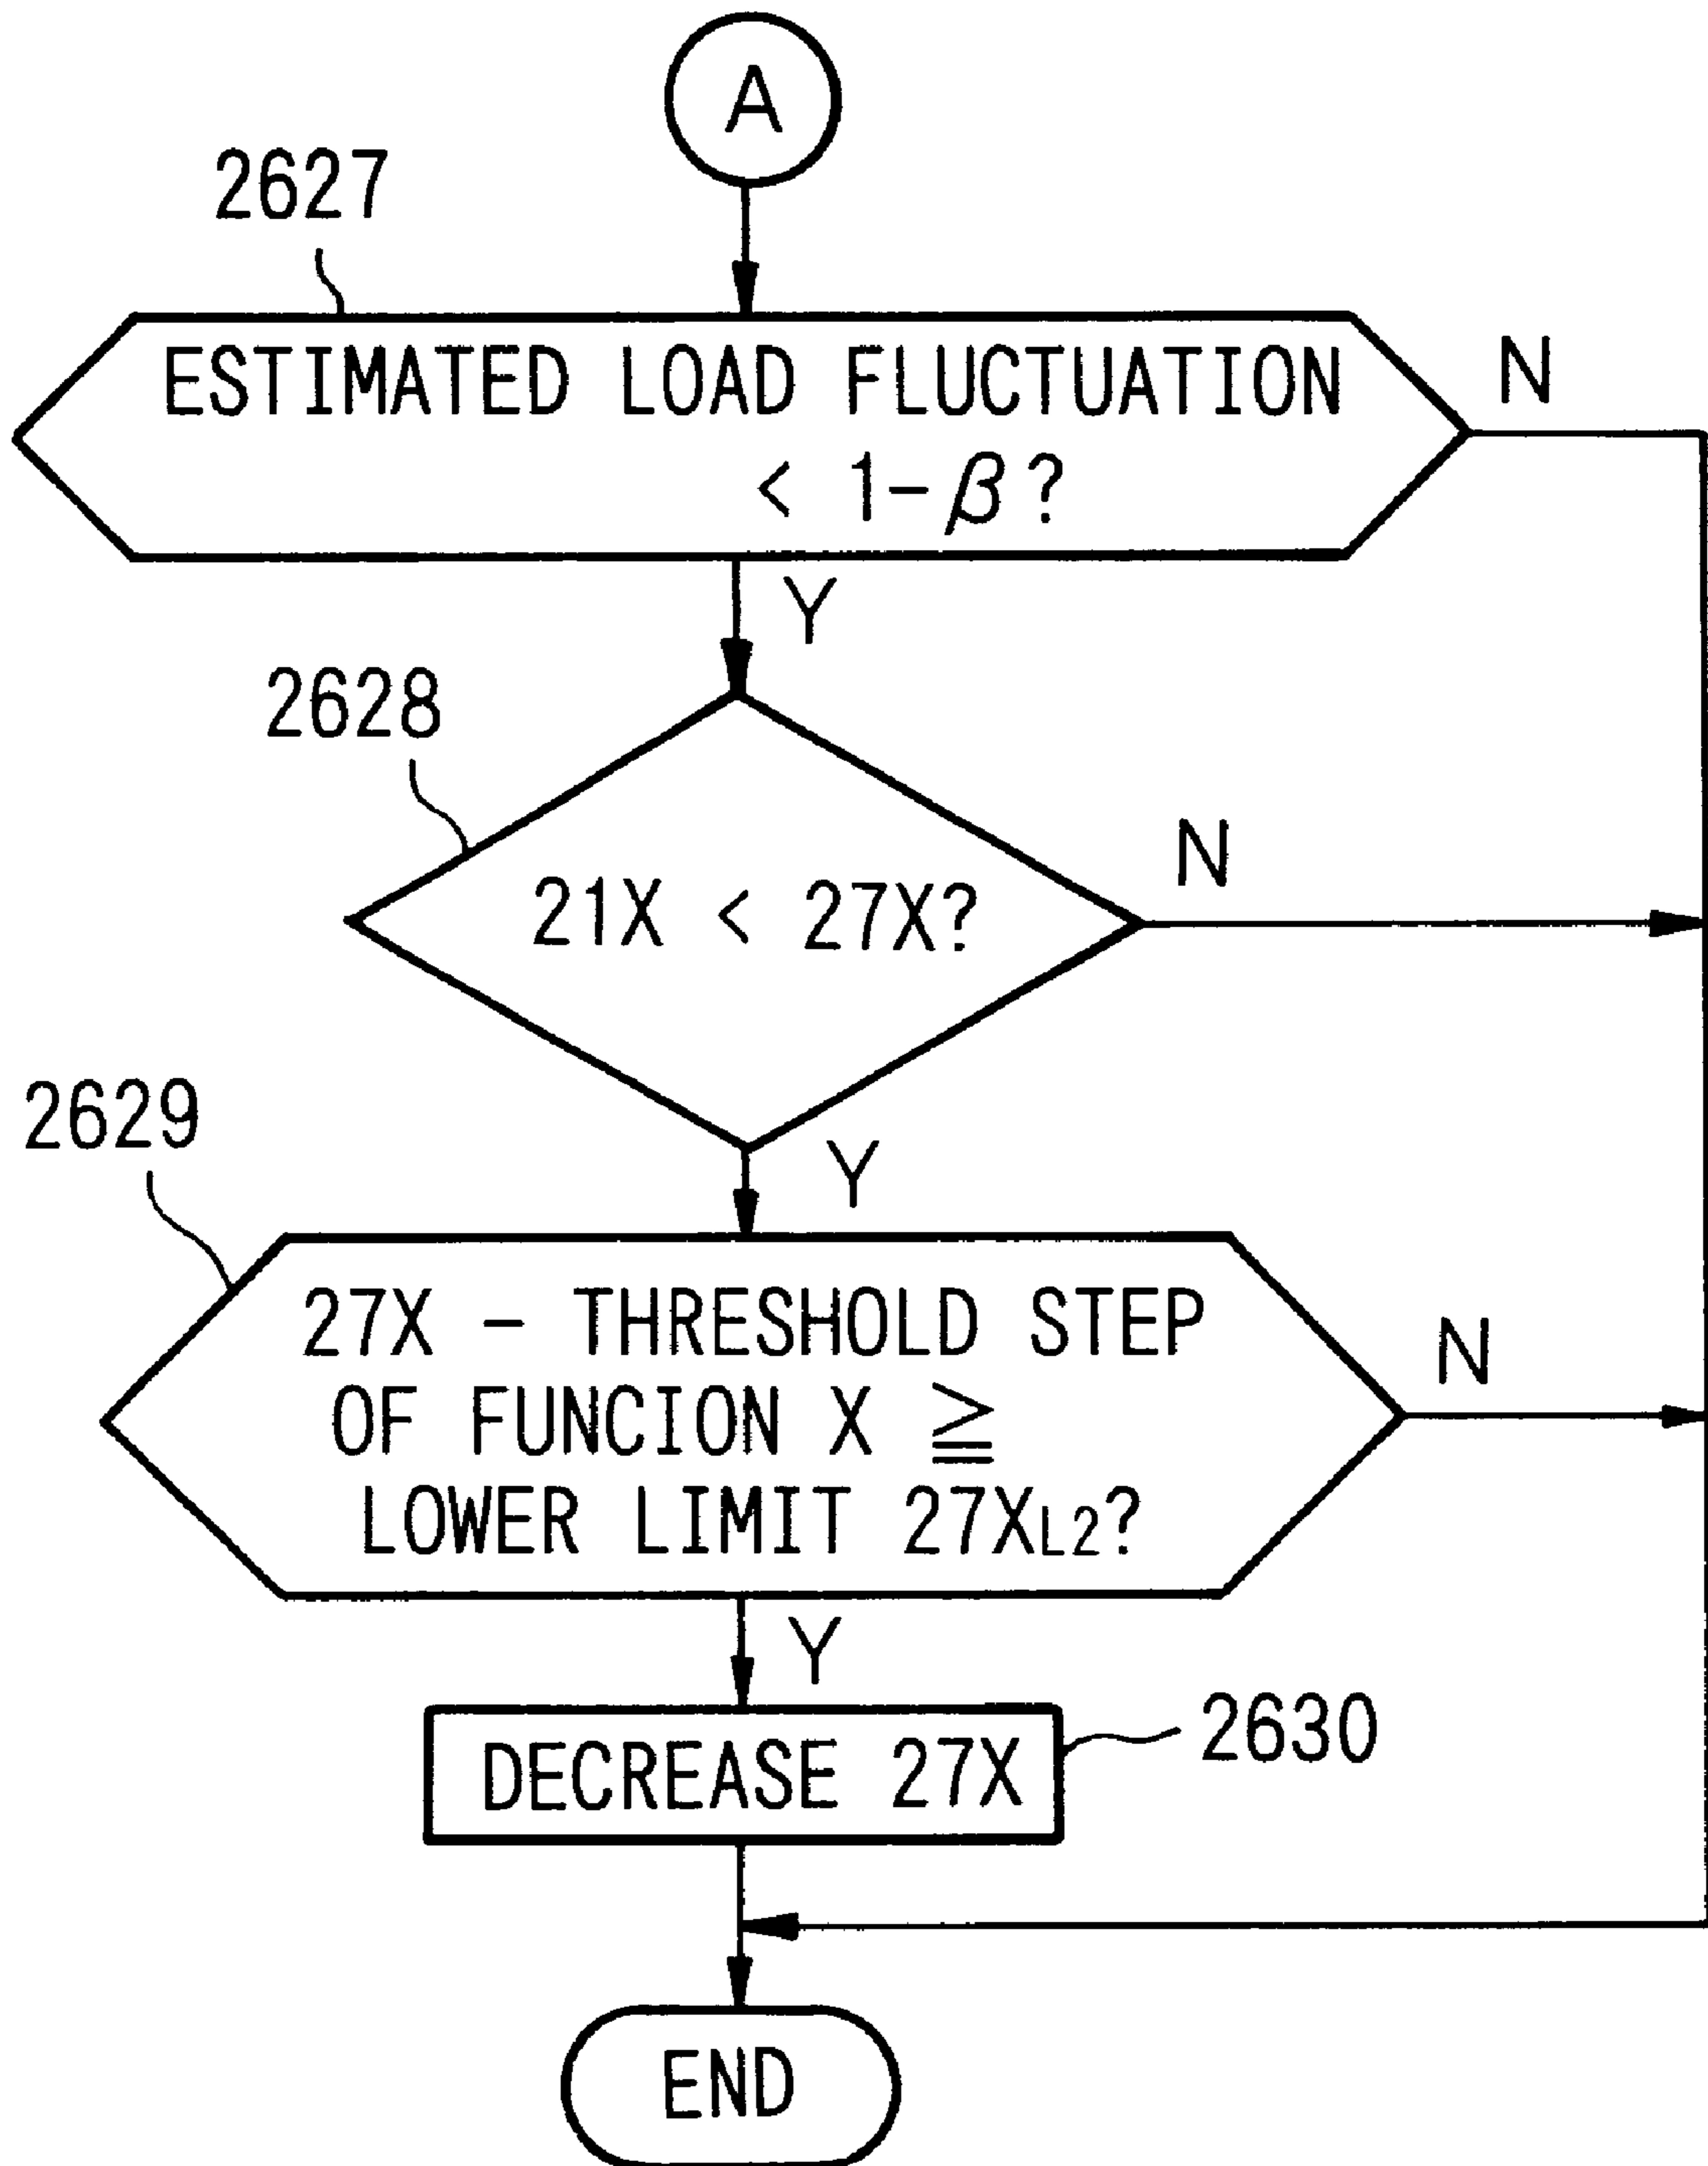 A
2627
ESTIMATED LOAD FLUCTUATION
< 1-β?
N
Y
2628
21X < 27X?
N
Y
2629
27X - THRESHOLD STEP
OF FUNCION X ≧
LOWER LIMIT 27XL2?
N
Y
DECREASE 27X
2630
END